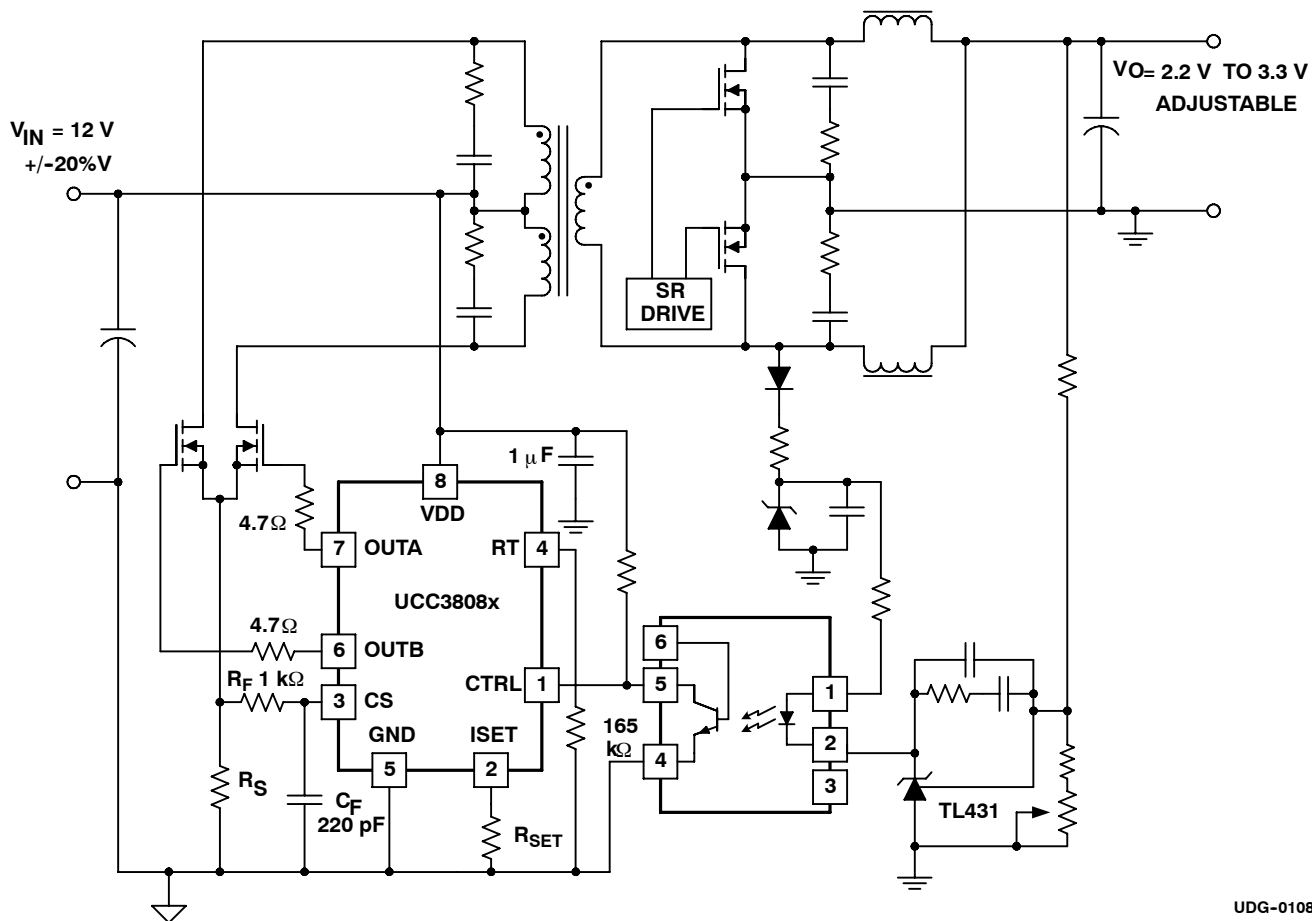 VIN = 12 V
+/-20%V
VO= 2.2 V TO 3.3 V
ADJUSTABLE
SR
DRIVE
1 μF
8
VDD
4.7Ω
7
OUTA
RT
4
UCC3808x
4.7Ω
6
OUTB
RF 1 kΩ
3
CS
CTRL
1
GND
ISET
5
2
RS
CF
220 pF
RSET
165
kΩ
6
5
4
1
2
3
TL431
UDG-0108